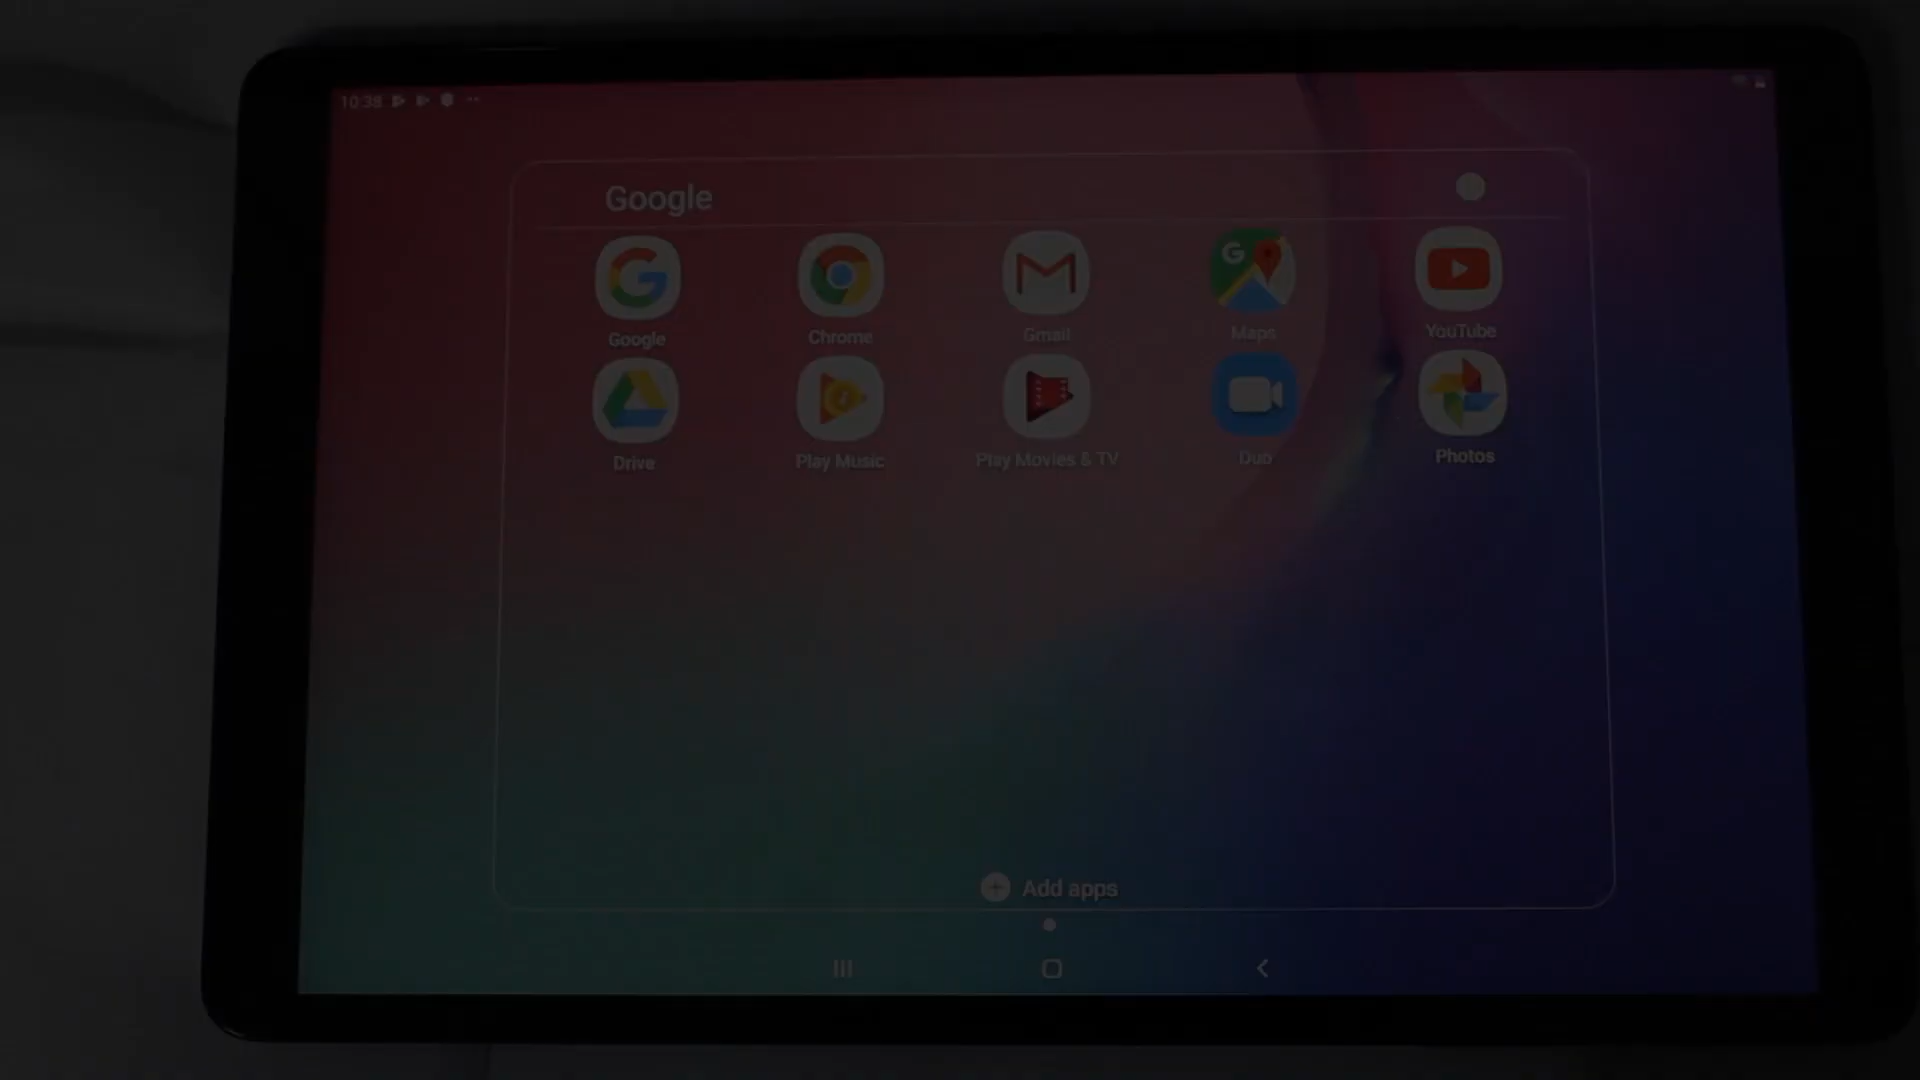 10:38
Google
Google Chrome Gmail Maps YouTube
Drive Play Music Play Movies & TV Duo Photos
Add apps